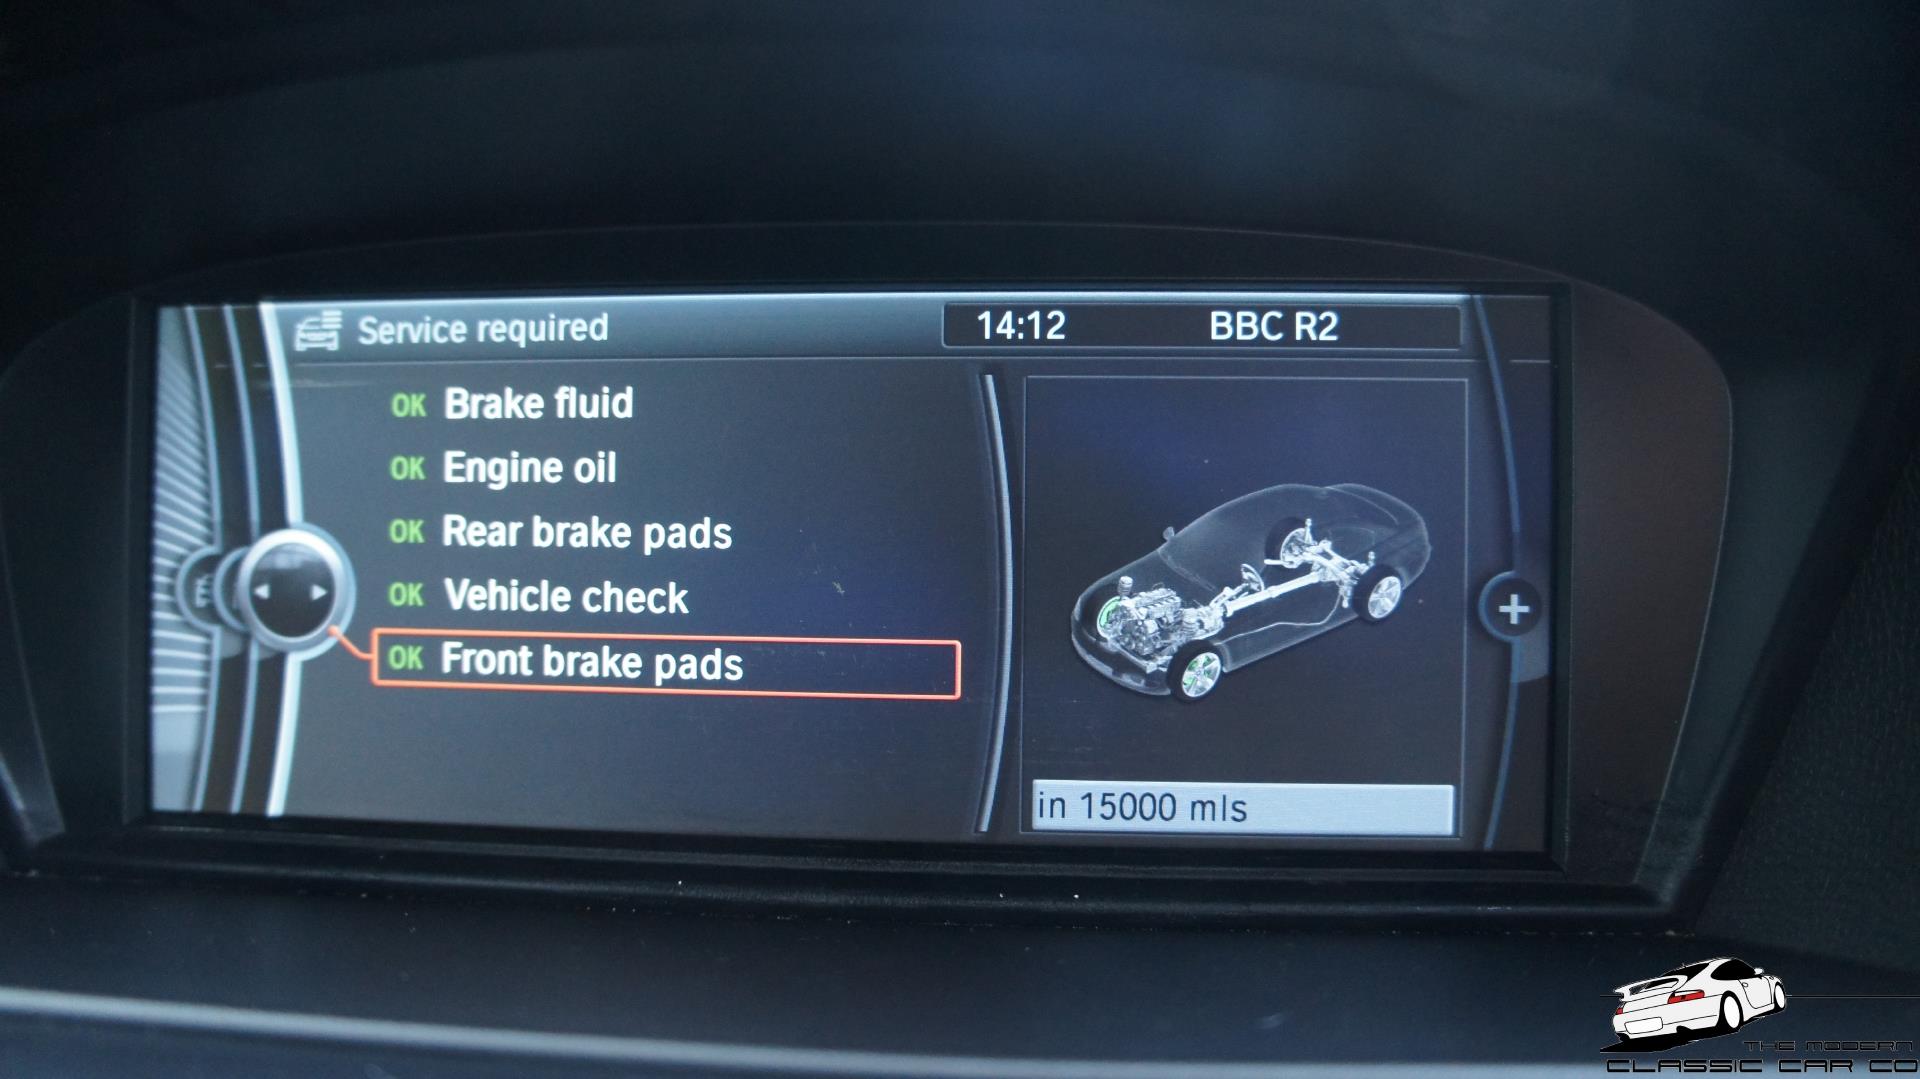 Service required
14:12 BBC R2
OK Brake fluid
OK Engine oil
OK Rear brake pads
OK Vehicle check
OK Front brake pads
in 15000 mls
THE MODERN
CLASSIC CAR CO